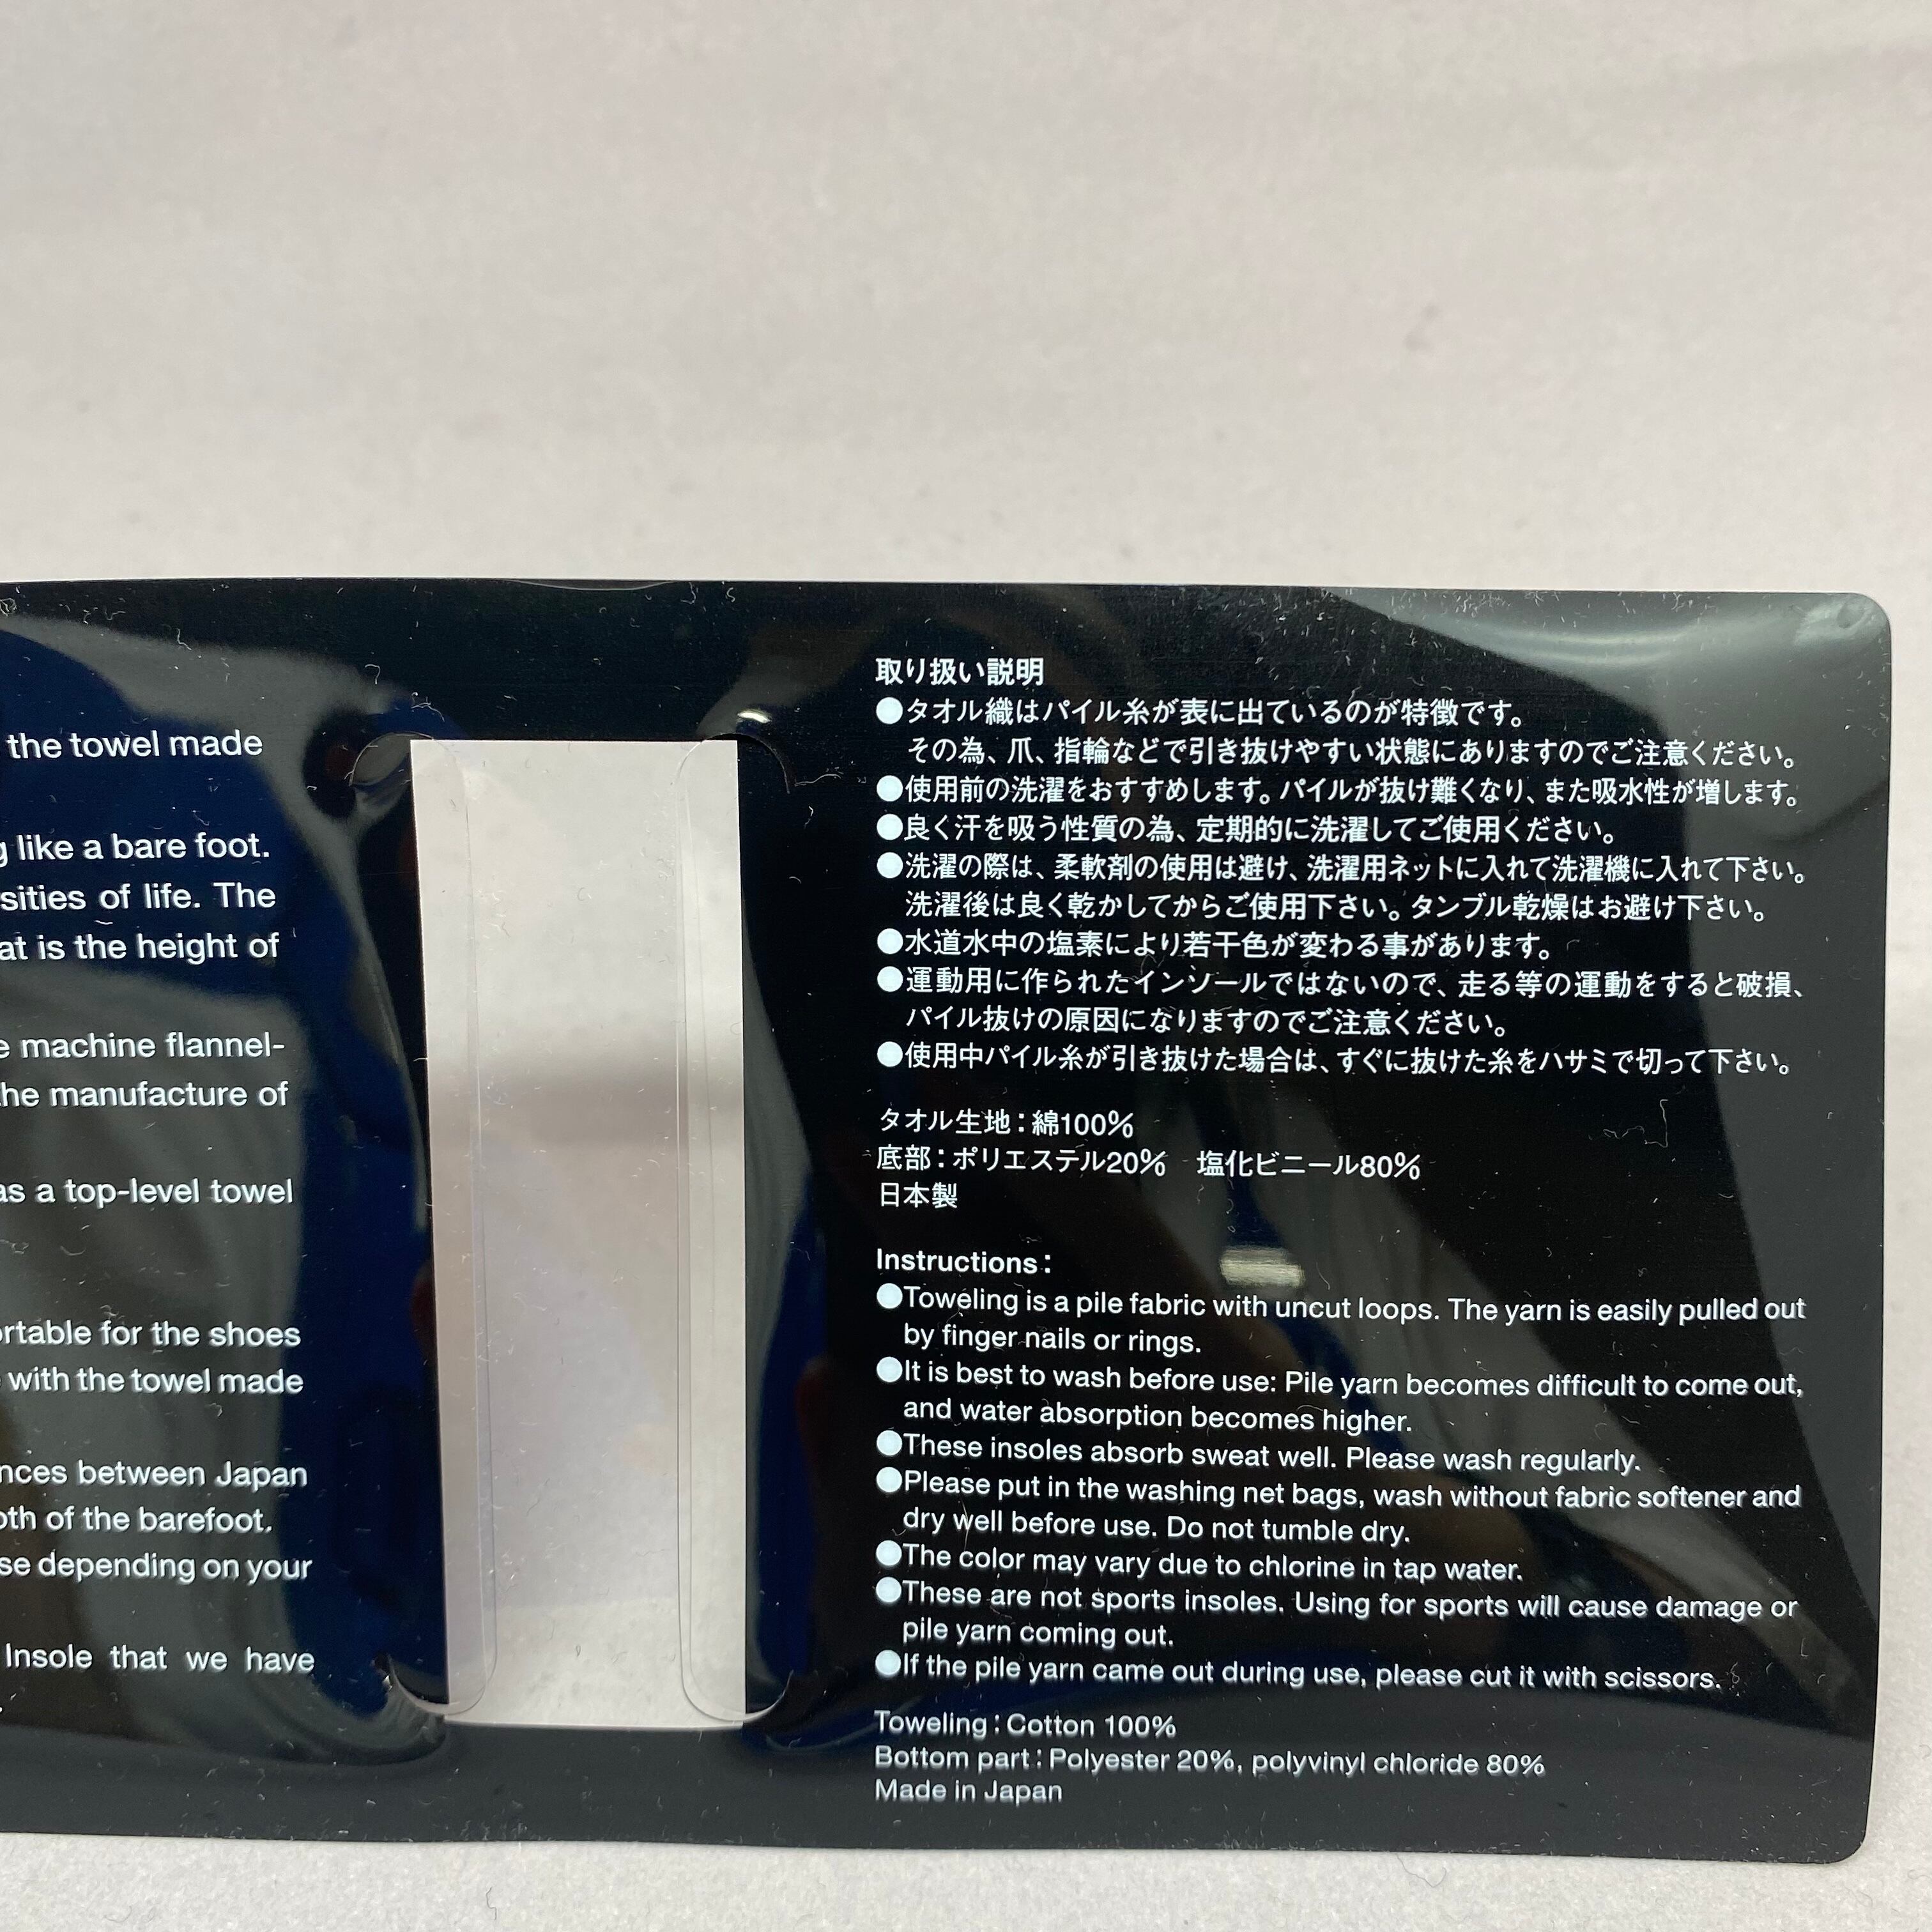 the towel made
like a bare foot.
of life. The
is the height of
machine flannel-
manufacture of
as a top-level towel
for the shoes
with the towel made
between Japan
of the barefoot.
depending on your
Insole that we have
取り扱い説明
●タオル織はパイル糸が表に出ているのが特徴です。
その為、爪、指輪などで引き抜けやすい状態にありますのでご注意ください。
●使用前の洗濯をおすすめします。パイルが抜け難くなり、また吸水性が増します。
●良く汗を吸う性質の為、定期的に洗濯してご使用ください。
●洗濯の際は、柔軟剤の使用は避け、洗濯用ネットに入れて洗濯機に入れて下さい。
洗濯後は良く乾かしてからご使用下さい。タンブル乾燥はお避け下さい。
●水道水中の塩素により若干色が変わる事があります。
●運動用に作られたインソールではないので、走る等の運動をすると破損、
パイル抜けの原因になりますのでご注意ください。
●使用中パイル糸が引き抜けた場合は、すぐに抜けた糸をハサミで切って下さい。
タオル生地：綿100%
底部：ポリエステル20%　塩化ビニール80%
日本製
Instructions:
●Toweling is a pile fabric with uncut loops. The yarn is easily pulled out
by finger nails or rings.
●It is best to wash before use: Pile yarn becomes difficult to come out,
and water absorption becomes higher.
●These insoles absorb sweat well. Please wash regularly.
●Please put in the washing net bags, wash without fabric softener and
dry well before use. Do not tumble dry.
●The color may vary due to chlorine in tap water.
●These are not sports insoles. Using for sports will cause damage or
pile yarn coming out.
●If the pile yarn came out during use, please cut it with scissors.
Toweling: Cotton 100%
Bottom part: Polyester 20%, polyvinyl chloride 80%
Made in Japan